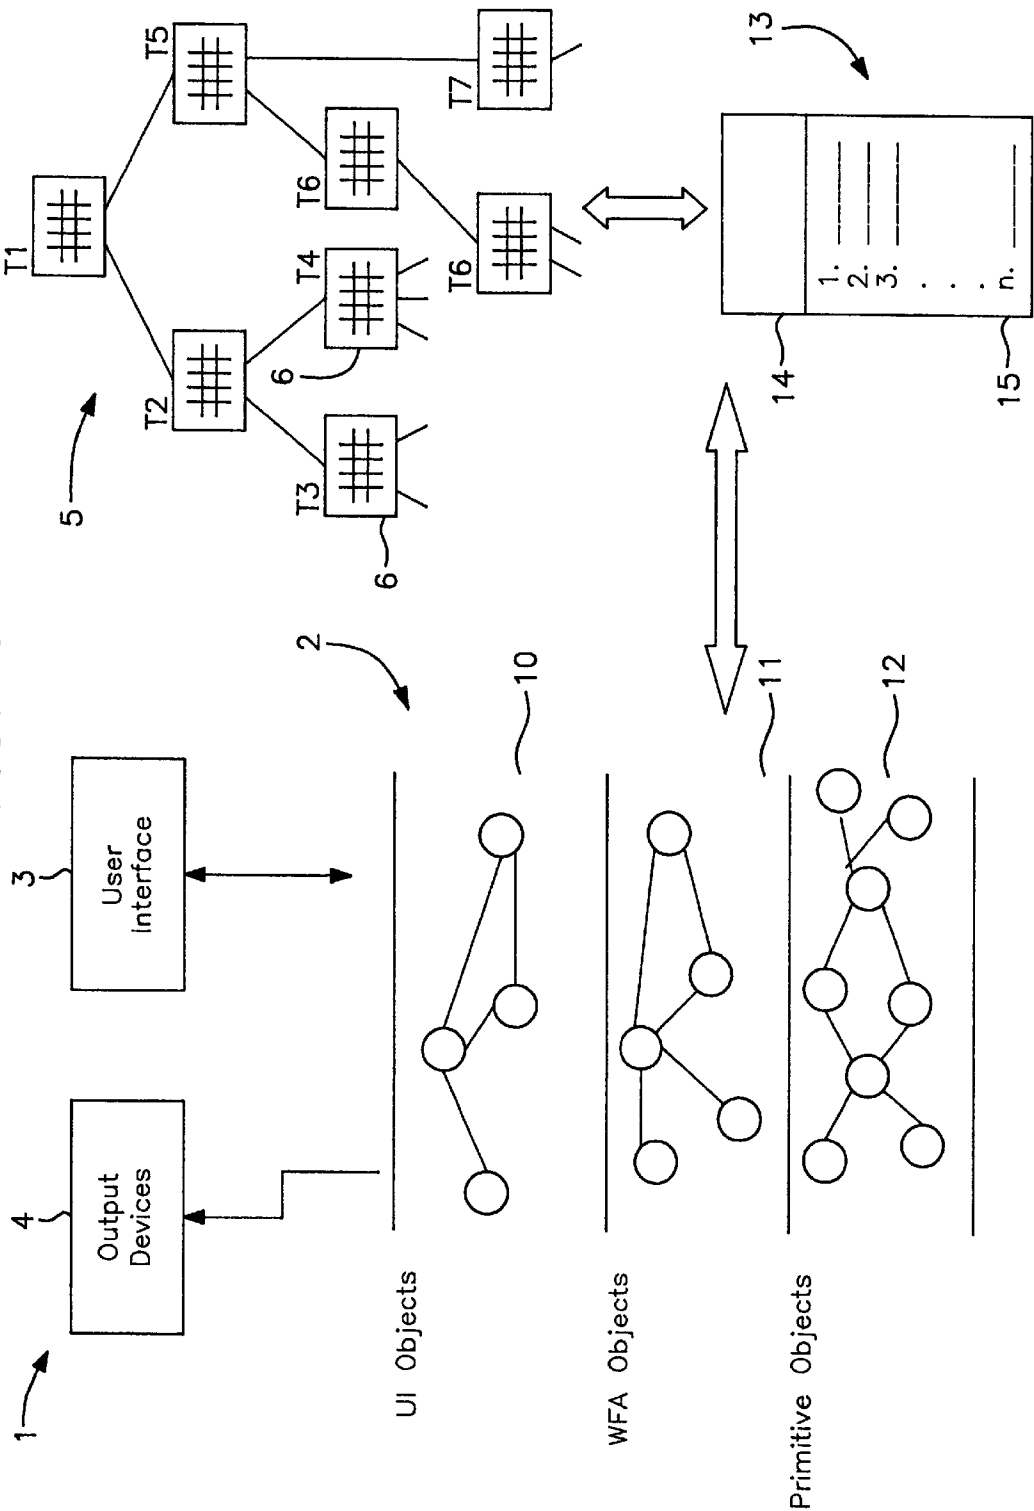 1
4
Output
Devices
3
User
Interface
2
UI Objects
10
WFA Objects
11
Primitive Objects
12
5
T1
T2
T5
T3
T4
T6
T7
6
6
T6
13
14
1.
2.
3.
.
.
.
n.
15